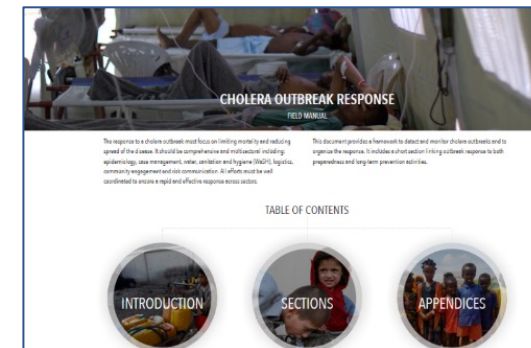 CHOLERA OUTBREAK RESPONSE
FIELD MANUAL
The response to a cholera outbreak must focus on limiting mortality and reducing
spread of the disease. It should be comprehensive and multisectoral including:
epidemiology, case management, water, sanitation and hygiene (WaSH), logistics,
community engagement and risk communication. All efforts must be well
coordinated to ensure a rapid and effective response across sectors.
This document provides a framework to detect and monitor cholera outbreaks and to
organize the response. It includes a short section linking outbreak response to both
preparedness and long-term prevention activities.
TABLE OF CONTENTS
INTRODUCTION
SECTIONS
APPENDICES